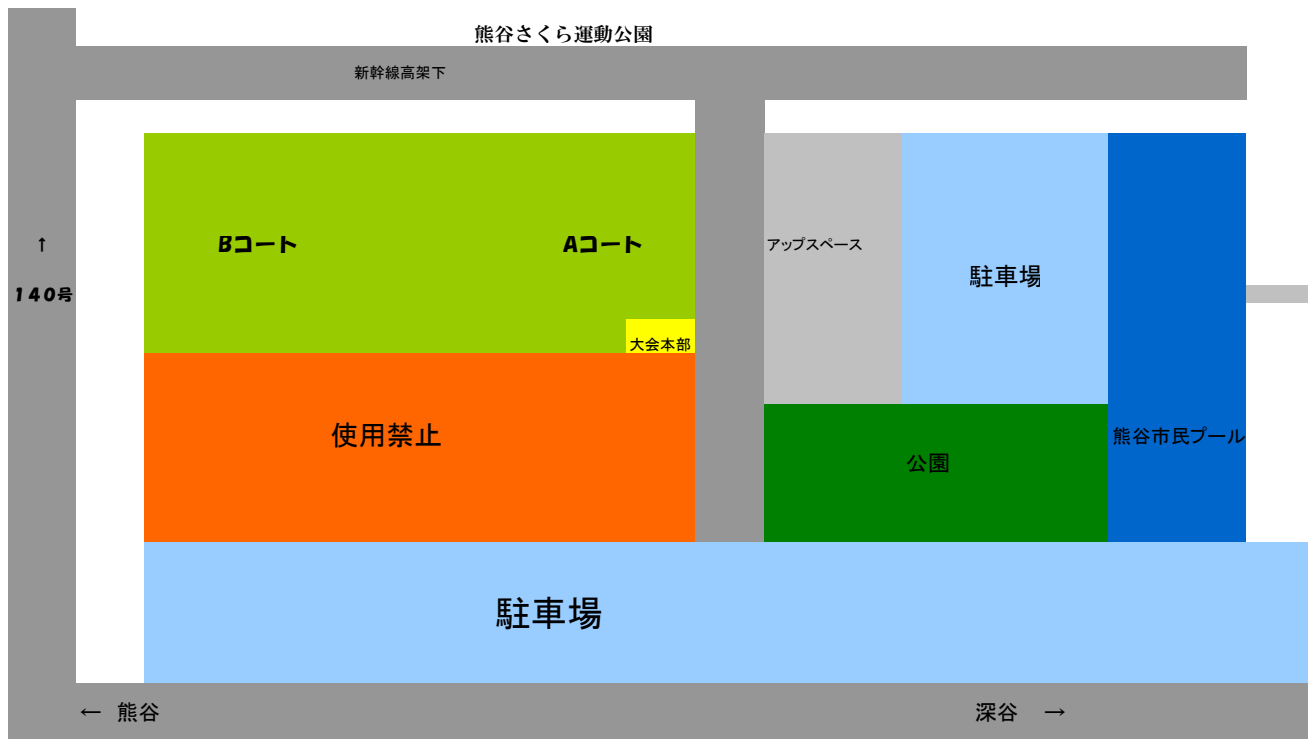 熊谷さくら運動公園
新幹線高架下
↑
140号
Bコート
Aコート
大会本部
使用禁止
アップスペース
駐車場
公園
熊谷市民プール
駐車場
← 熊谷
深谷 →